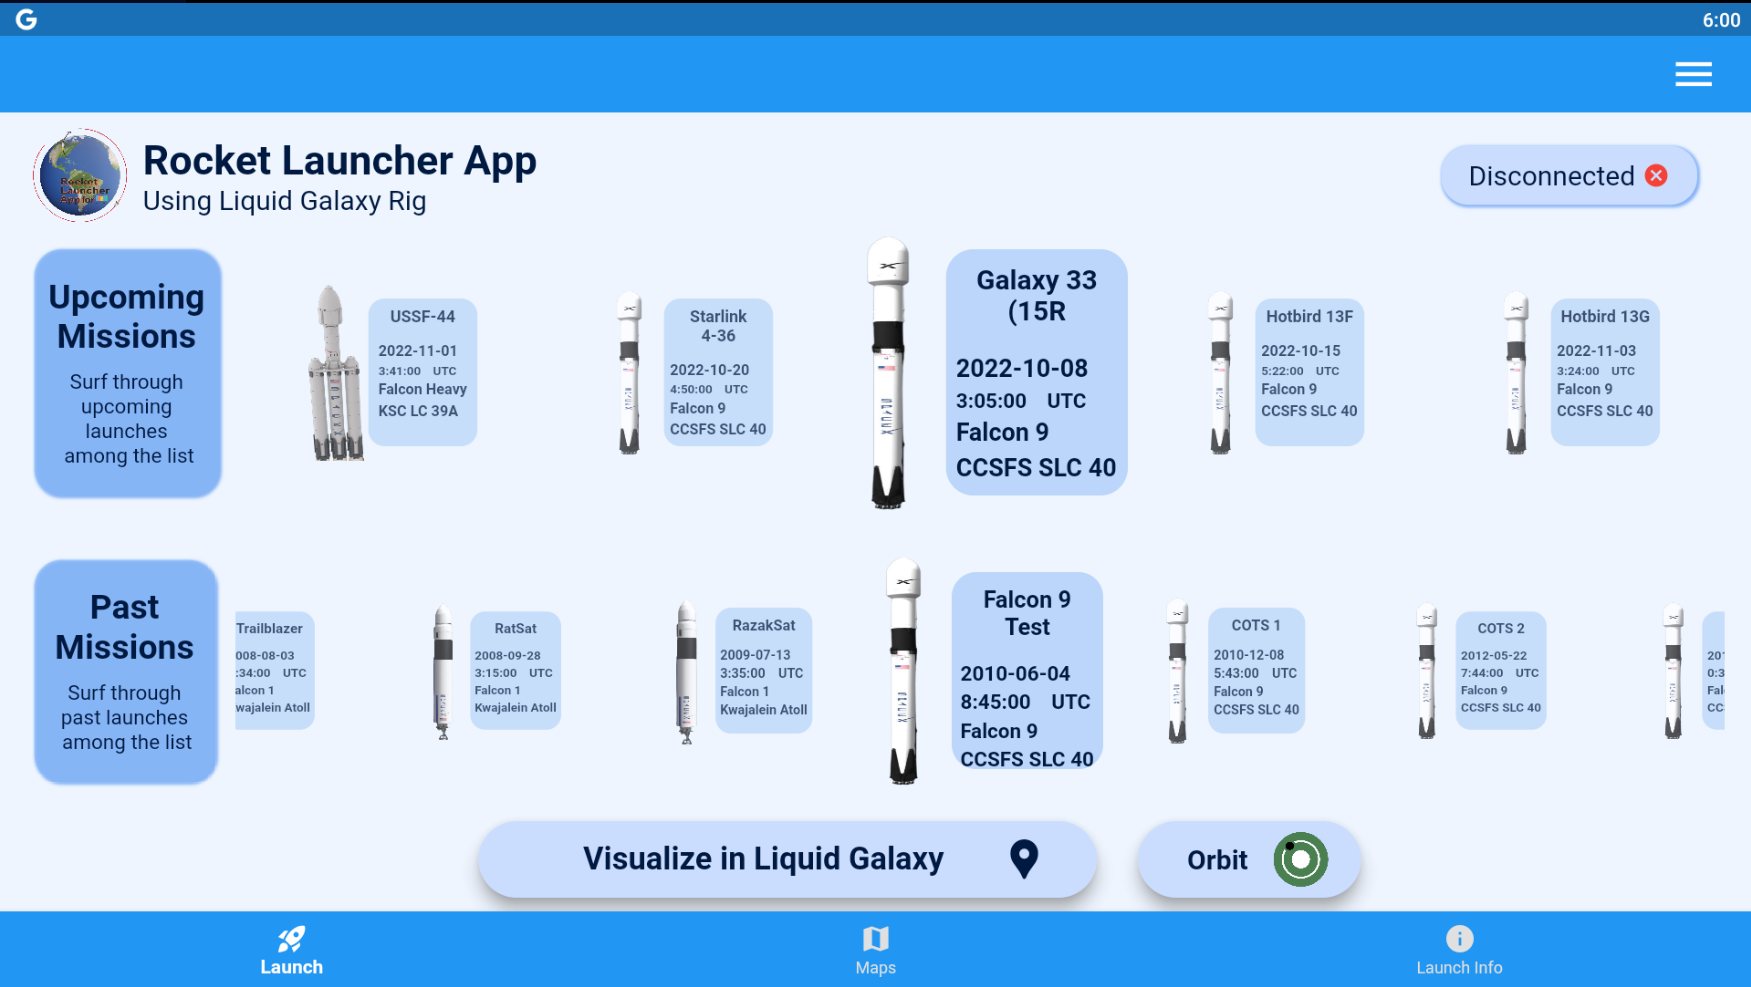 6:00
Rocket Launcher App
Using Liquid Galaxy Rig
Rocket
Launcher
App for
Disconnected
Upcoming
Missions
Surf through
upcoming
launches
among the list
USSF-44
2022-11-01
3:41:00 UTC
Falcon Heavy
KSC LC 39A
Starlink
4-36
2022-10-20
4:50:00 UTC
Falcon 9
CCSFS SLC 40
Galaxy 33
(15R
2022-10-08
3:05:00 UTC
Falcon 9
CCSFS SLC 40
Hotbird 13F
2022-10-15
5:22:00 UTC
Falcon 9
CCSFS SLC 40
Hotbird 13G
2022-11-03
3:24:00 UTC
Falcon 9
CCSFS SLC 40
Past
Missions
Surf through
past launches
among the list
Trailblazer
008-08-03
:34:00 UTC
alcon 1
wajalein Atoll
RatSat
2008-09-28
3:15:00 UTC
Falcon 1
Kwajalein Atoll
RazakSat
2009-07-13
3:35:00 UTC
Falcon 1
Kwajalein Atoll
Falcon 9
Test
2010-06-04
8:45:00 UTC
Falcon 9
CCSFS SLC 40
COTS 1
2010-12-08
5:43:00 UTC
Falcon 9
CCSFS SLC 40
COTS 2
2012-05-22
7:44:00 UTC
Falcon 9
CCSFS SLC 40
201
0:3
Fal
CC
Visualize in Liquid Galaxy
Orbit
Launch
Maps
Launch Info